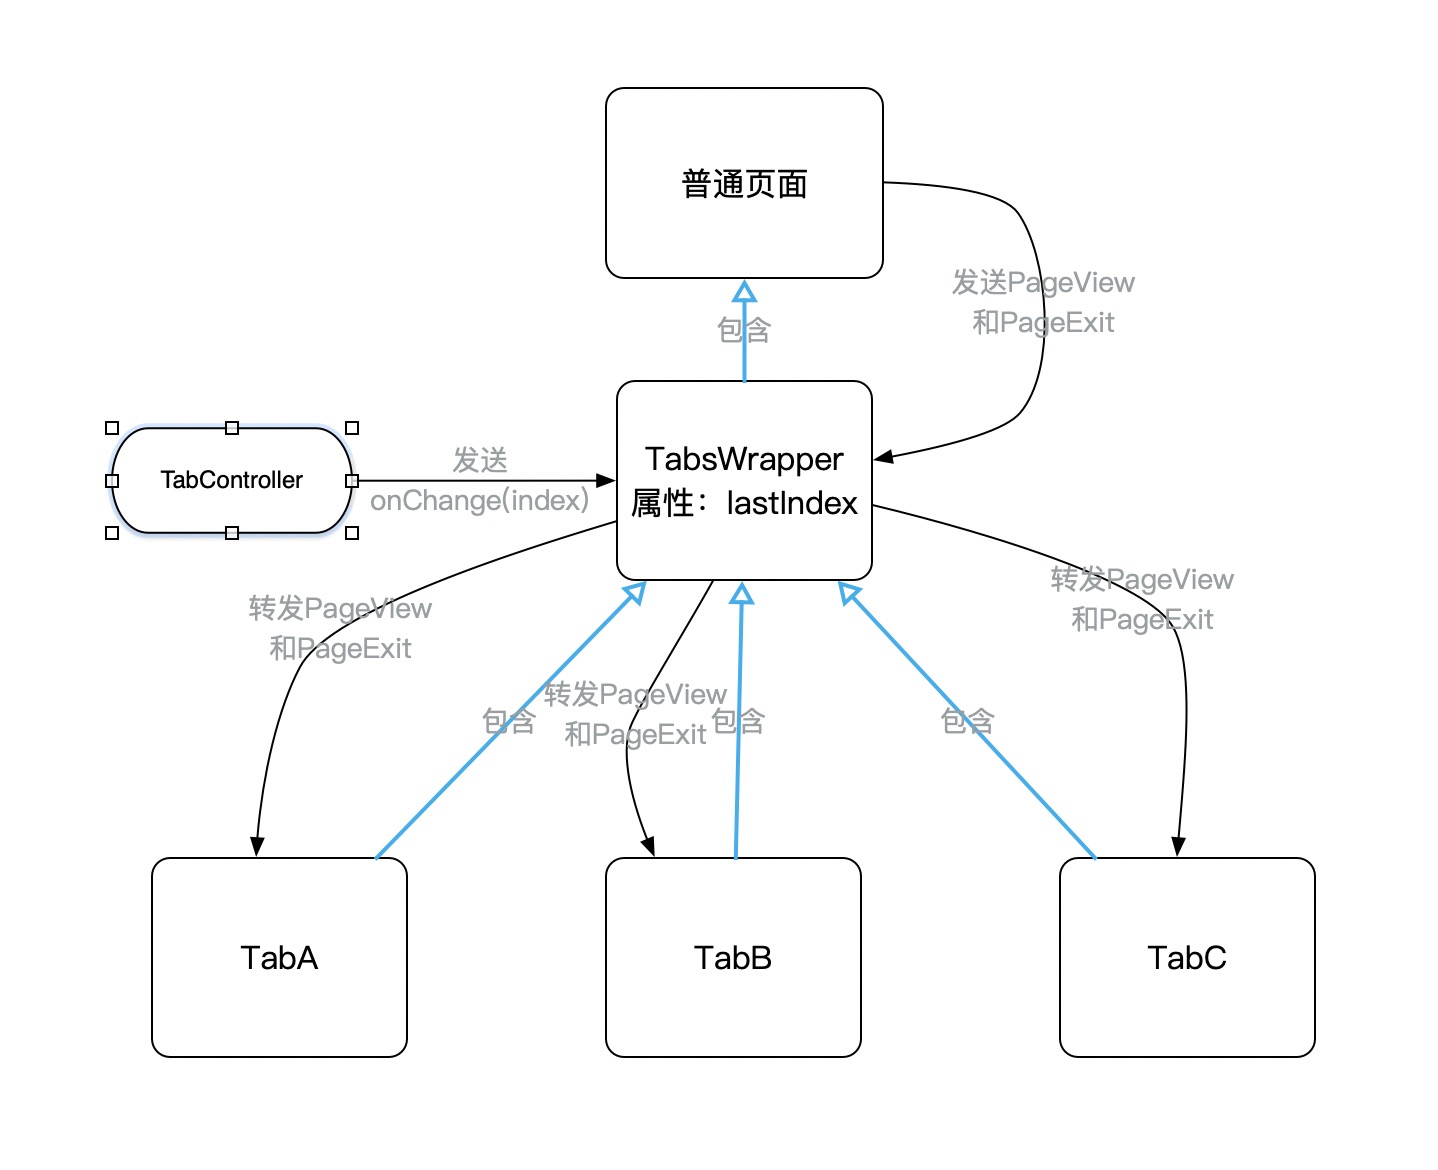 普通页面
发送PageView
和PageExit
包含
TabController
发送
onChange(index)
TabsWrapper
属性：lastIndex
转发PageView
和PageExit
转发PageView
和PageExit
包含
转发PageView
和PageExit
包含
包含
TabA
TabB
TabC